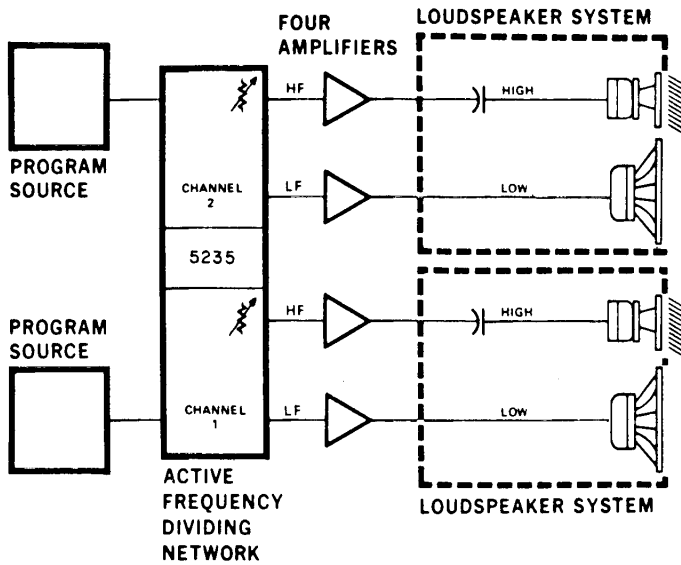 FOUR
AMPLIFIERS
LOUDSPEAKER SYSTEM
PROGRAM
SOURCE
HF
HIGH
CHANNEL
2
LF
LOW
5235
PROGRAM
SOURCE
HF
HIGH
CHANNEL
1
LF
LOW
ACTIVE
FREQUENCY
DIVIDING
NETWORK
LOUDSPEAKER SYSTEM